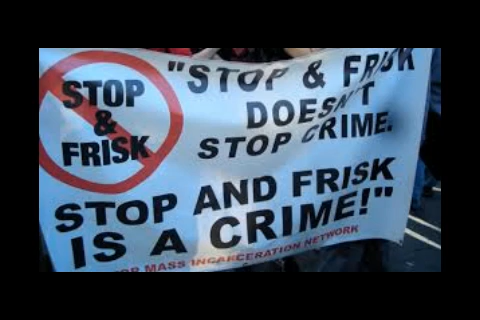 STOP
&
FRISK
"STOP & FRISK
DOESN'T
STOP CRIME.
STOP AND FRISK
IS A CRIME!"
MASS INCARCERATION NETWORK